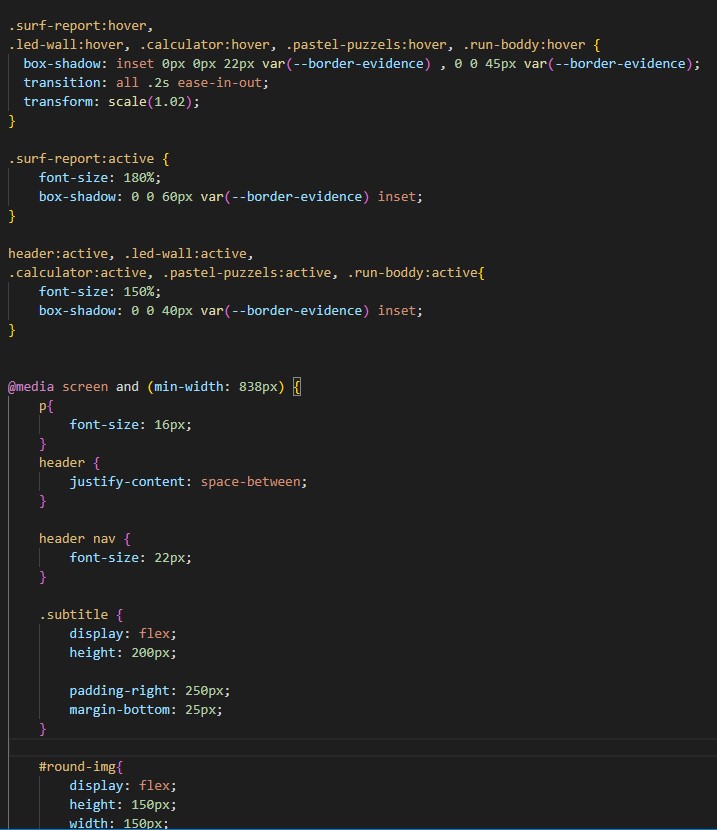 .surf-report:hover,
.led-wall:hover, .calculator:hover, .pastel-puzzels:hover, .run-boddy:hover {
box-shadow: inset 0px 0px 22px var(--border-evidence) , 0 0 45px var(--border-evidence);
transition: all .2s ease-in-out;
transform: scale(1.02);
}
.surf-report:active {
font-size: 180%;
box-shadow: 0 0 60px var(--border-evidence) inset;
}
header:active, .led-wall:active,
.calculator:active, .pastel-puzzels:active, .run-boddy:active{
font-size: 150%;
box-shadow: 0 0 40px var(--border-evidence) inset;
}
@media screen and (min-width: 838px) {
p{
font-size: 16px;
}
header {
justify-content: space-between;
}
header nav {
font-size: 22px;
}
.subtitle {
display: flex;
height: 200px;
padding-right: 250px;
margin-bottom: 25px;
}
#round-img{
display: flex;
height: 150px;
width: 150px;